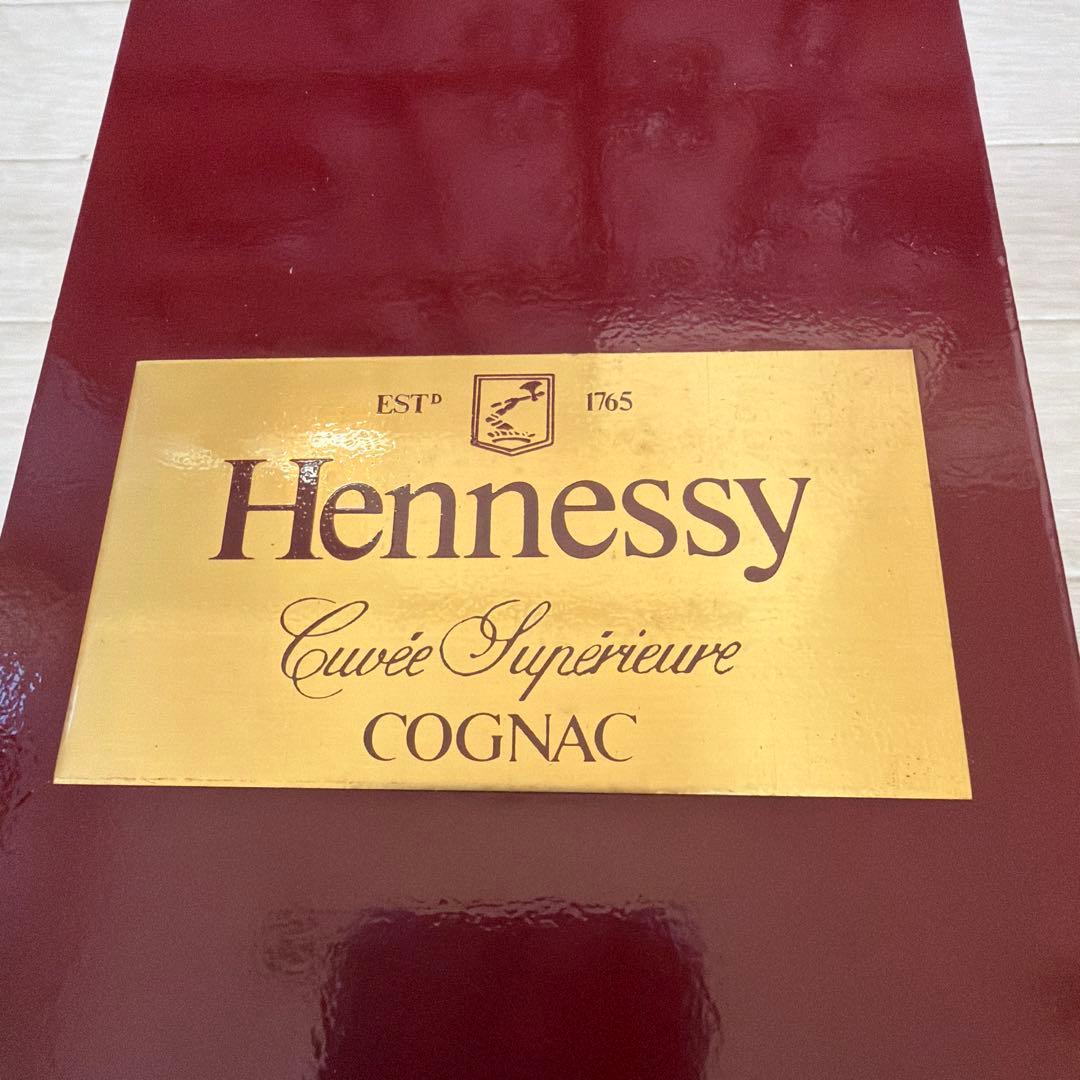 ESTᴰ 1765
Hennessy
Cuvée Supérieure
COGNAC